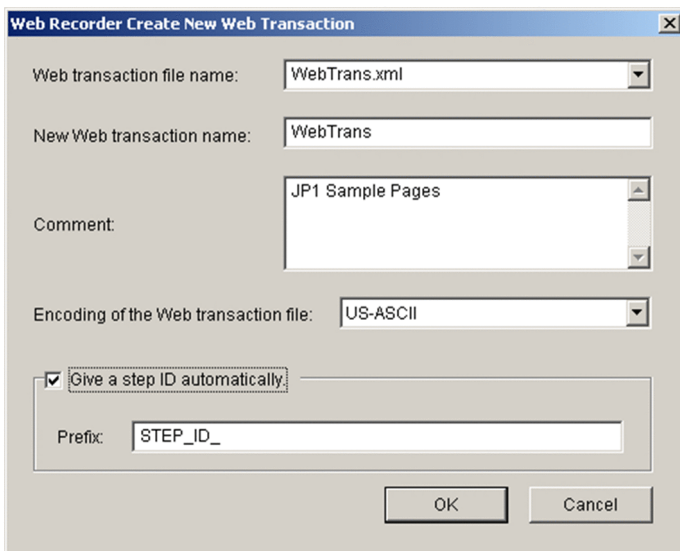 Web Recorder Create New Web Transaction
Web transaction file name: WebTrans.xml
New Web transaction name: WebTrans
Comment: JP1 Sample Pages
Encoding of the Web transaction file: US-ASCII
Give a step ID automatically.
Prefix: STEP_ID_
OK Cancel